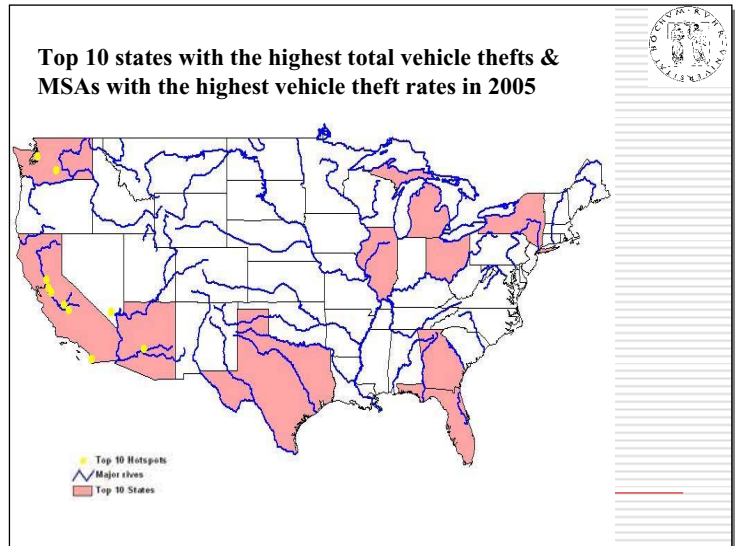 Top 10 states with the highest total vehicle thefts &
MSAs with the highest vehicle theft rates in 2005
Top 10 Hotspots
Major rives
Top 10 States